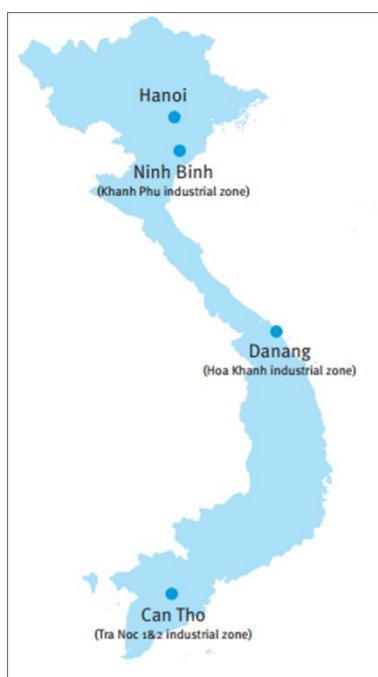 Hanoi
Ninh Binh
(Khanh Phu industrial zone)
Danang
(Hoa Khanh industrial zone)
Can Tho
(Tra Noc 1&2 industrial zone)